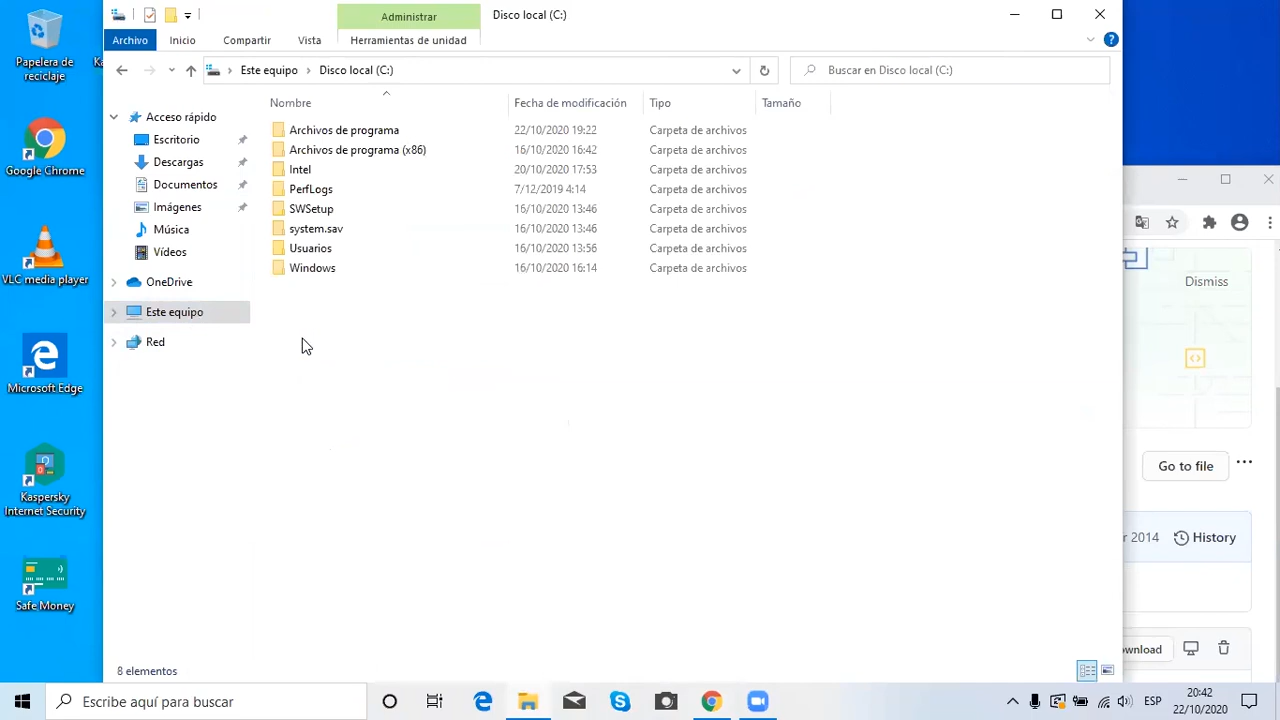 Papelera de
reciclaje
Ka
Google Chrome
VLC media player
Microsoft Edge
Kaspersky
Internet Security
Safe Money
Administrar
Disco local (C:)
Archivo
Inicio
Compartir
Vista
Herramientas de unidad
Este equipo
Disco local (C:)
Buscar en Disco local (C:)
Acceso rápido
Escritorio
Descargas
Documentos
Imágenes
Música
Vídeos
OneDrive
Este equipo
Red
Nombre Fecha de modificación Tipo Tamaño
Archivos de programa 22/10/2020 19:22 Carpeta de archivos
Archivos de programa (x86) 16/10/2020 16:42 Carpeta de archivos
Intel 20/10/2020 17:53 Carpeta de archivos
PerfLogs 7/12/2019 4:14 Carpeta de archivos
SWSetup 16/10/2020 13:46 Carpeta de archivos
system.sav 16/10/2020 13:46 Carpeta de archivos
Usuarios 16/10/2020 13:56 Carpeta de archivos
Windows 16/10/2020 16:14 Carpeta de archivos
8 elementos
Dismiss
Go to file
r 2014
History
wnload
Escribe aquí para buscar
ESP
20:42
22/10/2020